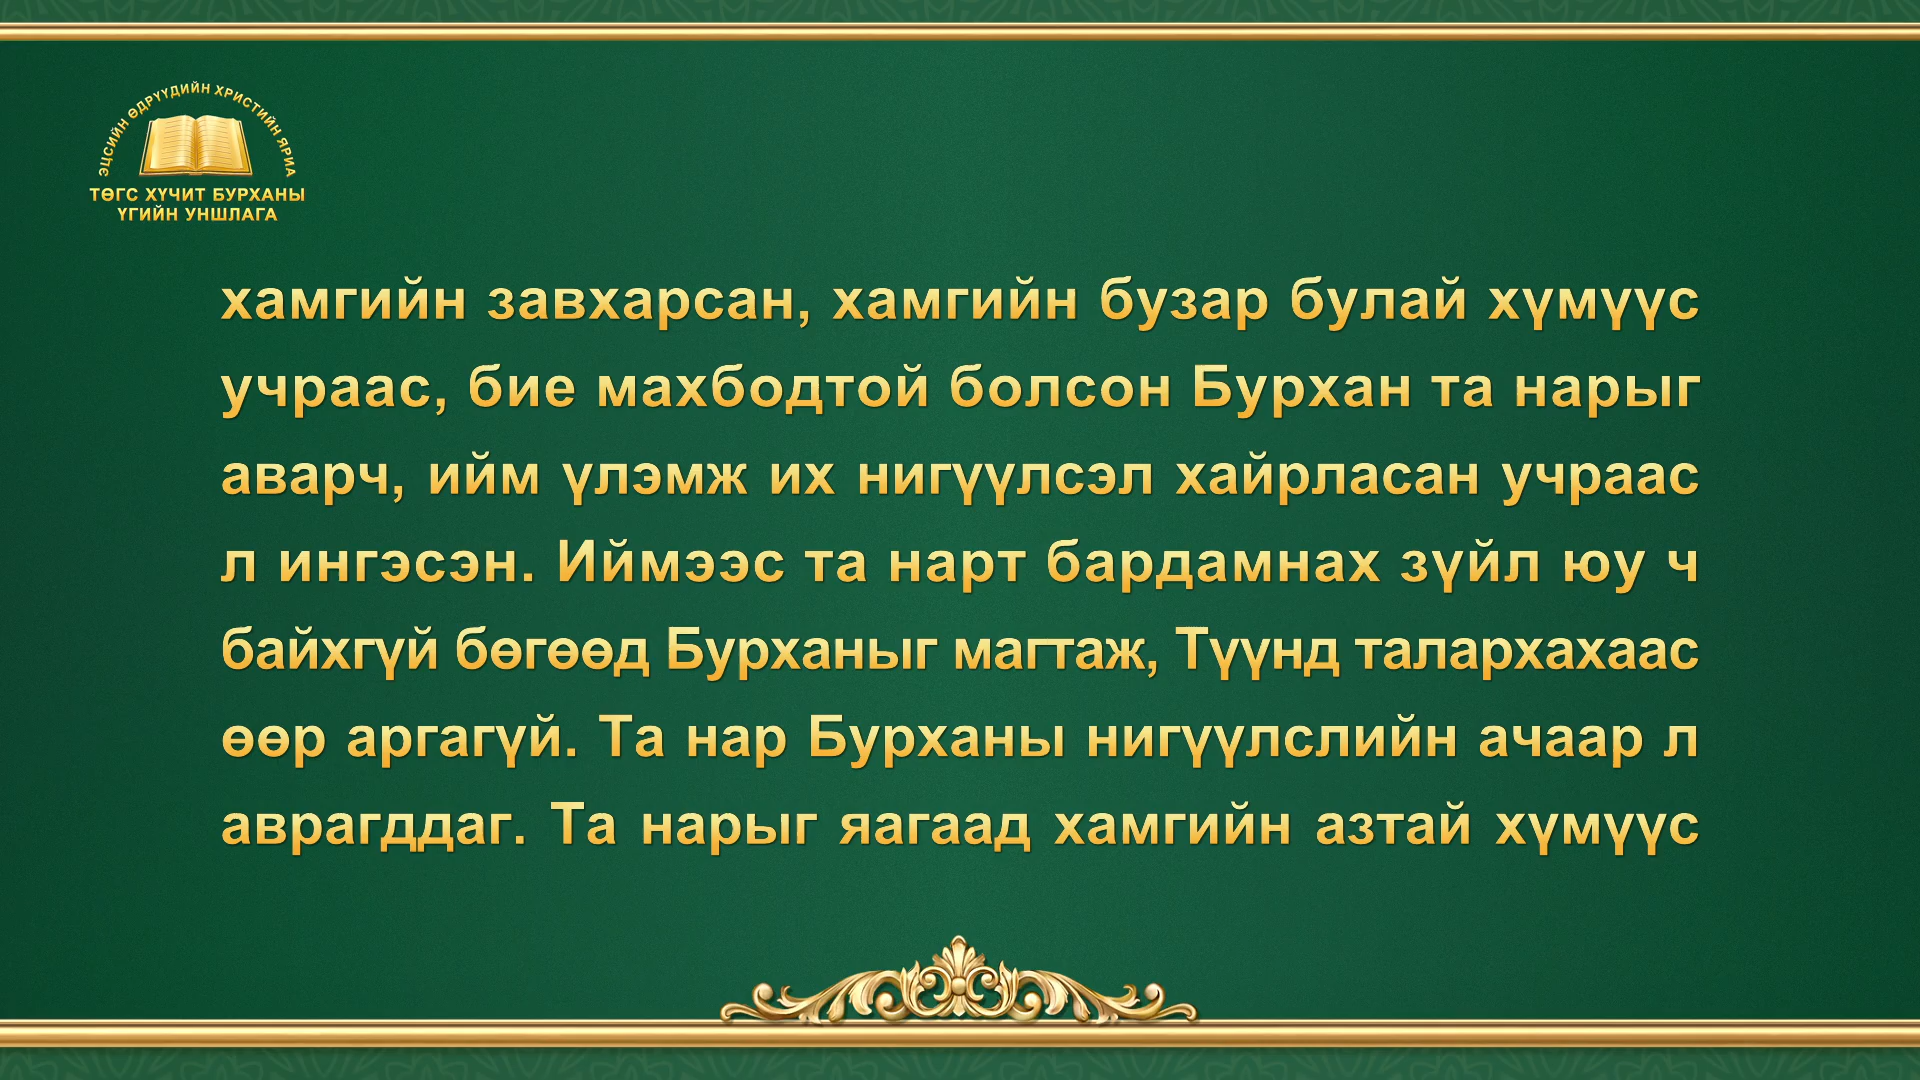 ЭЦСИЙН ӨДРҮҮДИЙН ХРИСТИЙН ЯРИА
ТӨГС ХҮЧИТ БУРХАНЫ
ҮГИЙН УНШЛАГА
хамгийн завхарсан, хамгийн бузар булай хүмүүс
учраас, бие махбодтой болсон Бурхан та нарыг
аварч, ийм үлэмж их нигүүлсэл хайрласан учраас
л ингэсэн. Иймээс та нарт бардамнах зүйл юу ч
байхгүй бөгөөд Бурханыг магтаж, Түүнд талархахаас
өөр аргагүй. Та нар Бурханы нигүүлслийн ачаар л
аврагддаг. Та нарыг яагаад хамгийн азтай хүмүүс